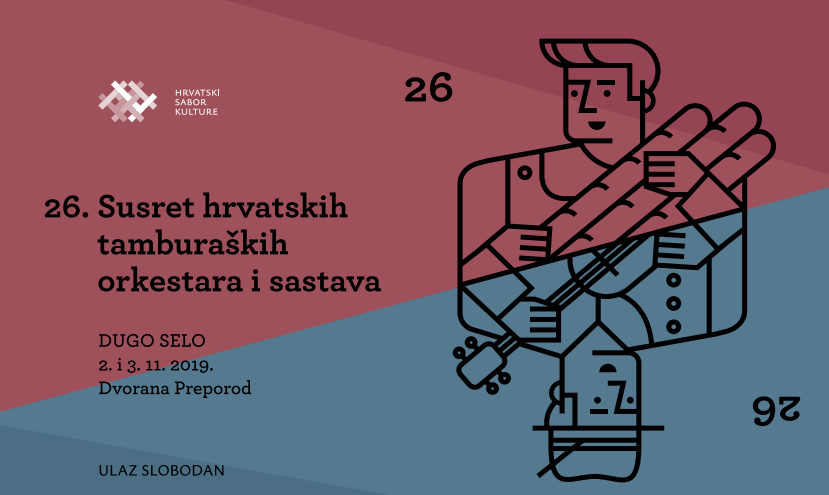 HRVATSKI
SABOR
KULTURE
26
26. Susret hrvatskih
tamburaških
orkestara i sastava
DUGO SELO
2. i 3. 11. 2019.
Dvorana Preporod
26
ULAZ SLOBODAN